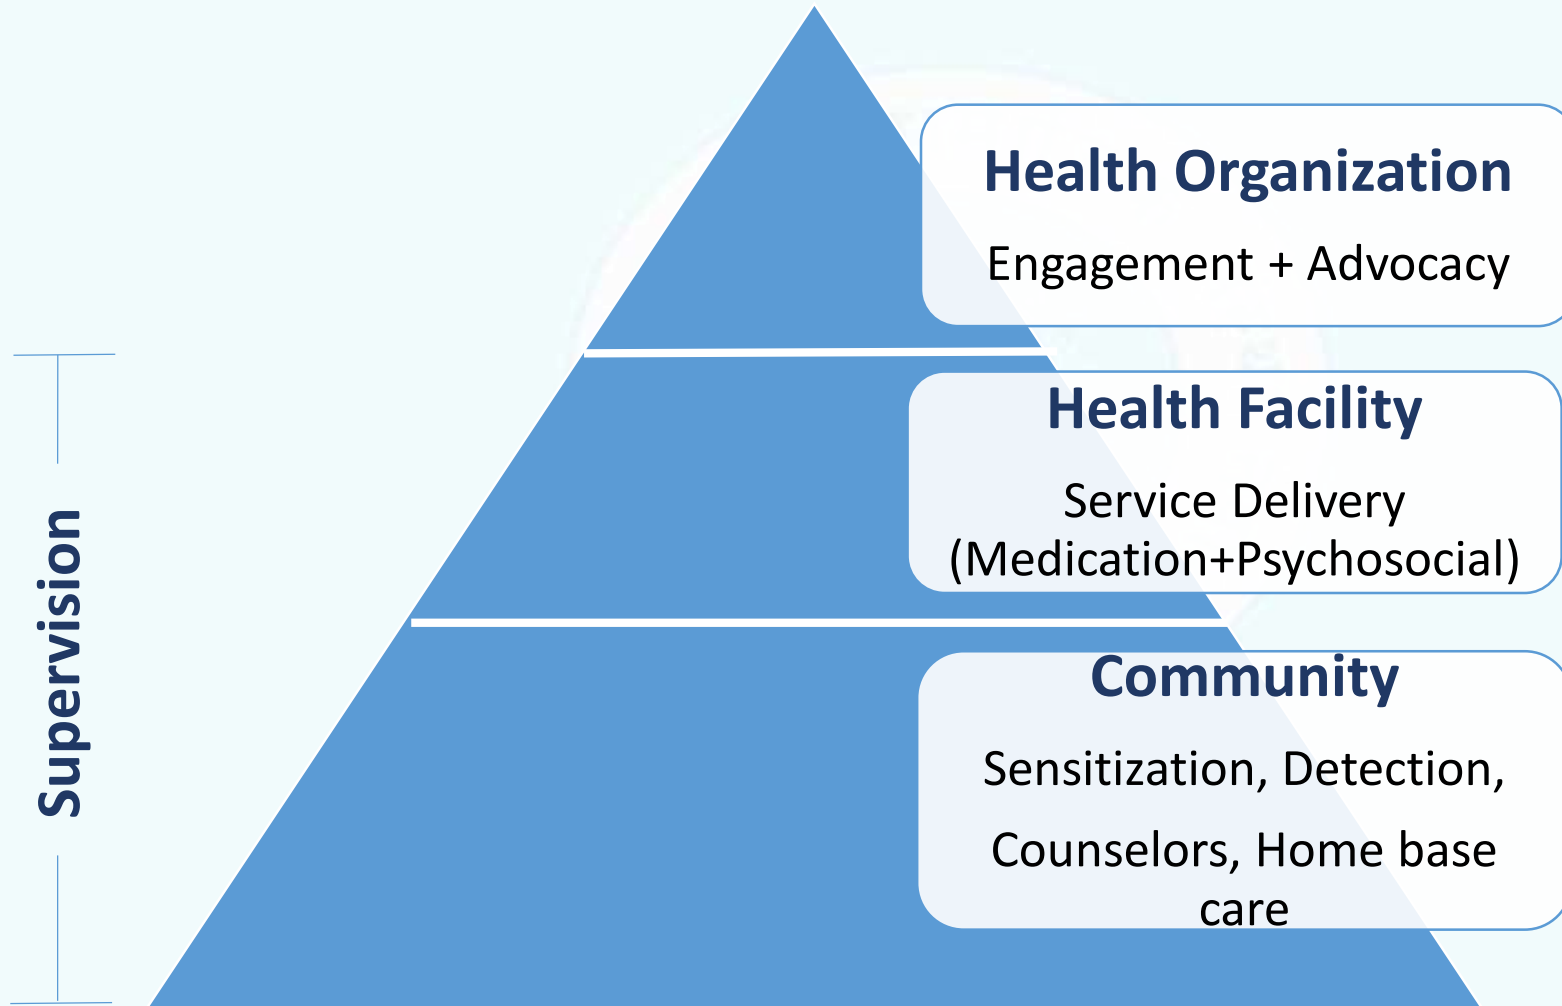 Health Organization
Engagement + Advocacy
Health Facility
Service Delivery
(Medication+Psychosocial)
Community
Sensitization, Detection,
Counselors, Home base
care
Supervision